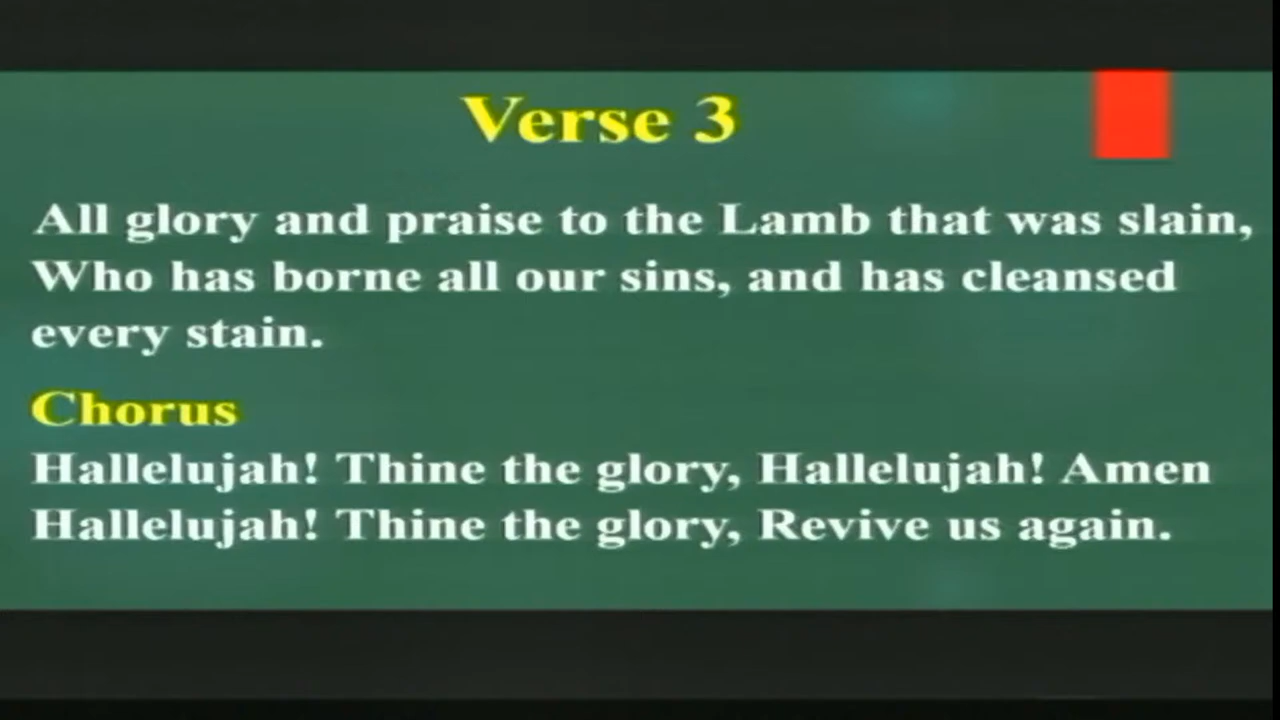 Verse 3
All glory and praise to the Lamb that was slain,
Who has borne all our sins, and has cleansed
every stain.
Chorus
Hallelujah! Thine the glory, Hallelujah! Amen
Hallelujah! Thine the glory, Revive us again.